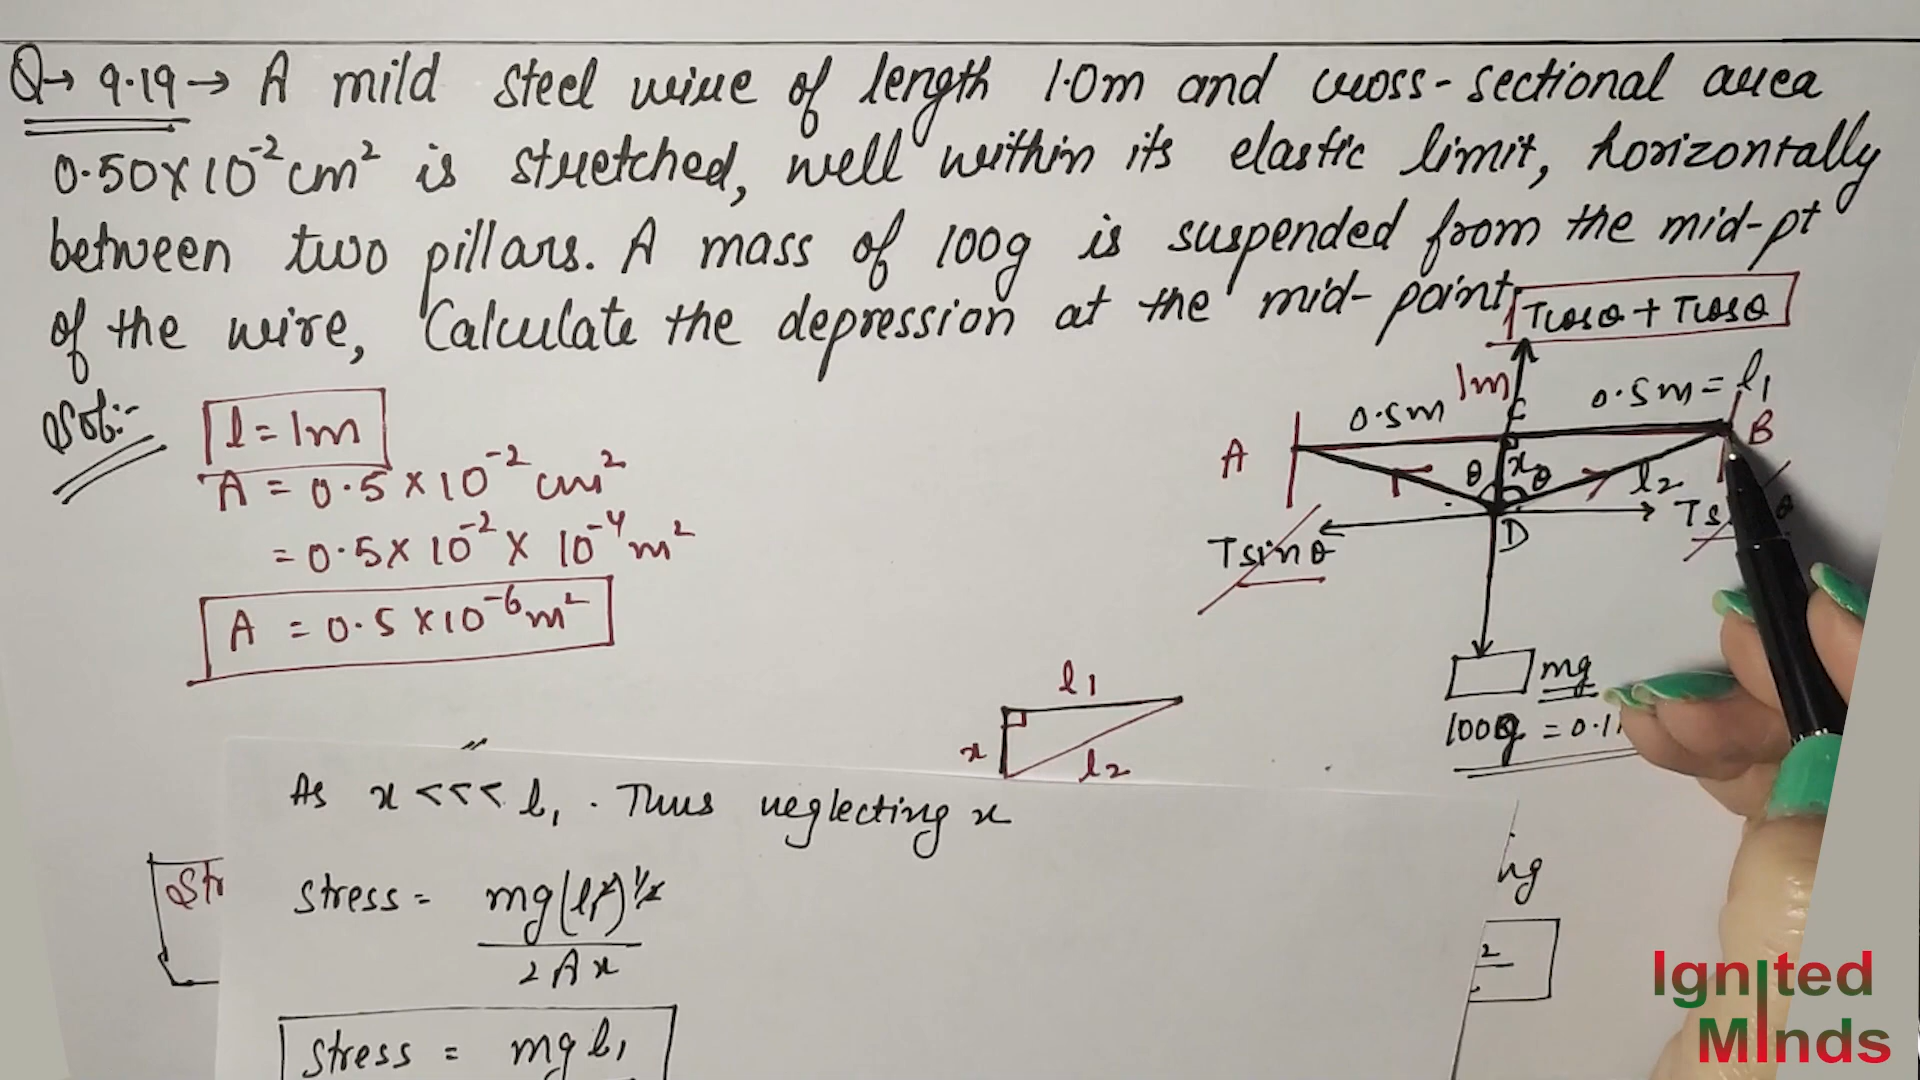 Q→ 9.19→ A mild steel wire of length 1.0m and cross-sectional area
0.50×10⁻²cm² is stretched, well within its elastic limit, horizontally
between two pillars. A mass of 100g is suspended from the mid-pt
of the wire, Calculate the depression at the mid-point.
Tcosθ + Tcosθ
Sol:-
l = 1m
A = 0.5 × 10⁻² cm²
= 0.5 × 10⁻² × 10⁻⁴ m²
A = 0.5 × 10⁻⁶ m²
1m
0.5m
C
0.5m = l₁
A
B
θ x θ
l₂
Tsinθ
D
mg
100g = 0.1
l₁
x
l₂
As x <<< l₁ . Thus neglecting x
Stress = mg(l₁²)^1/2
2Ax
Stress = mg l₁
Ignited
Minds